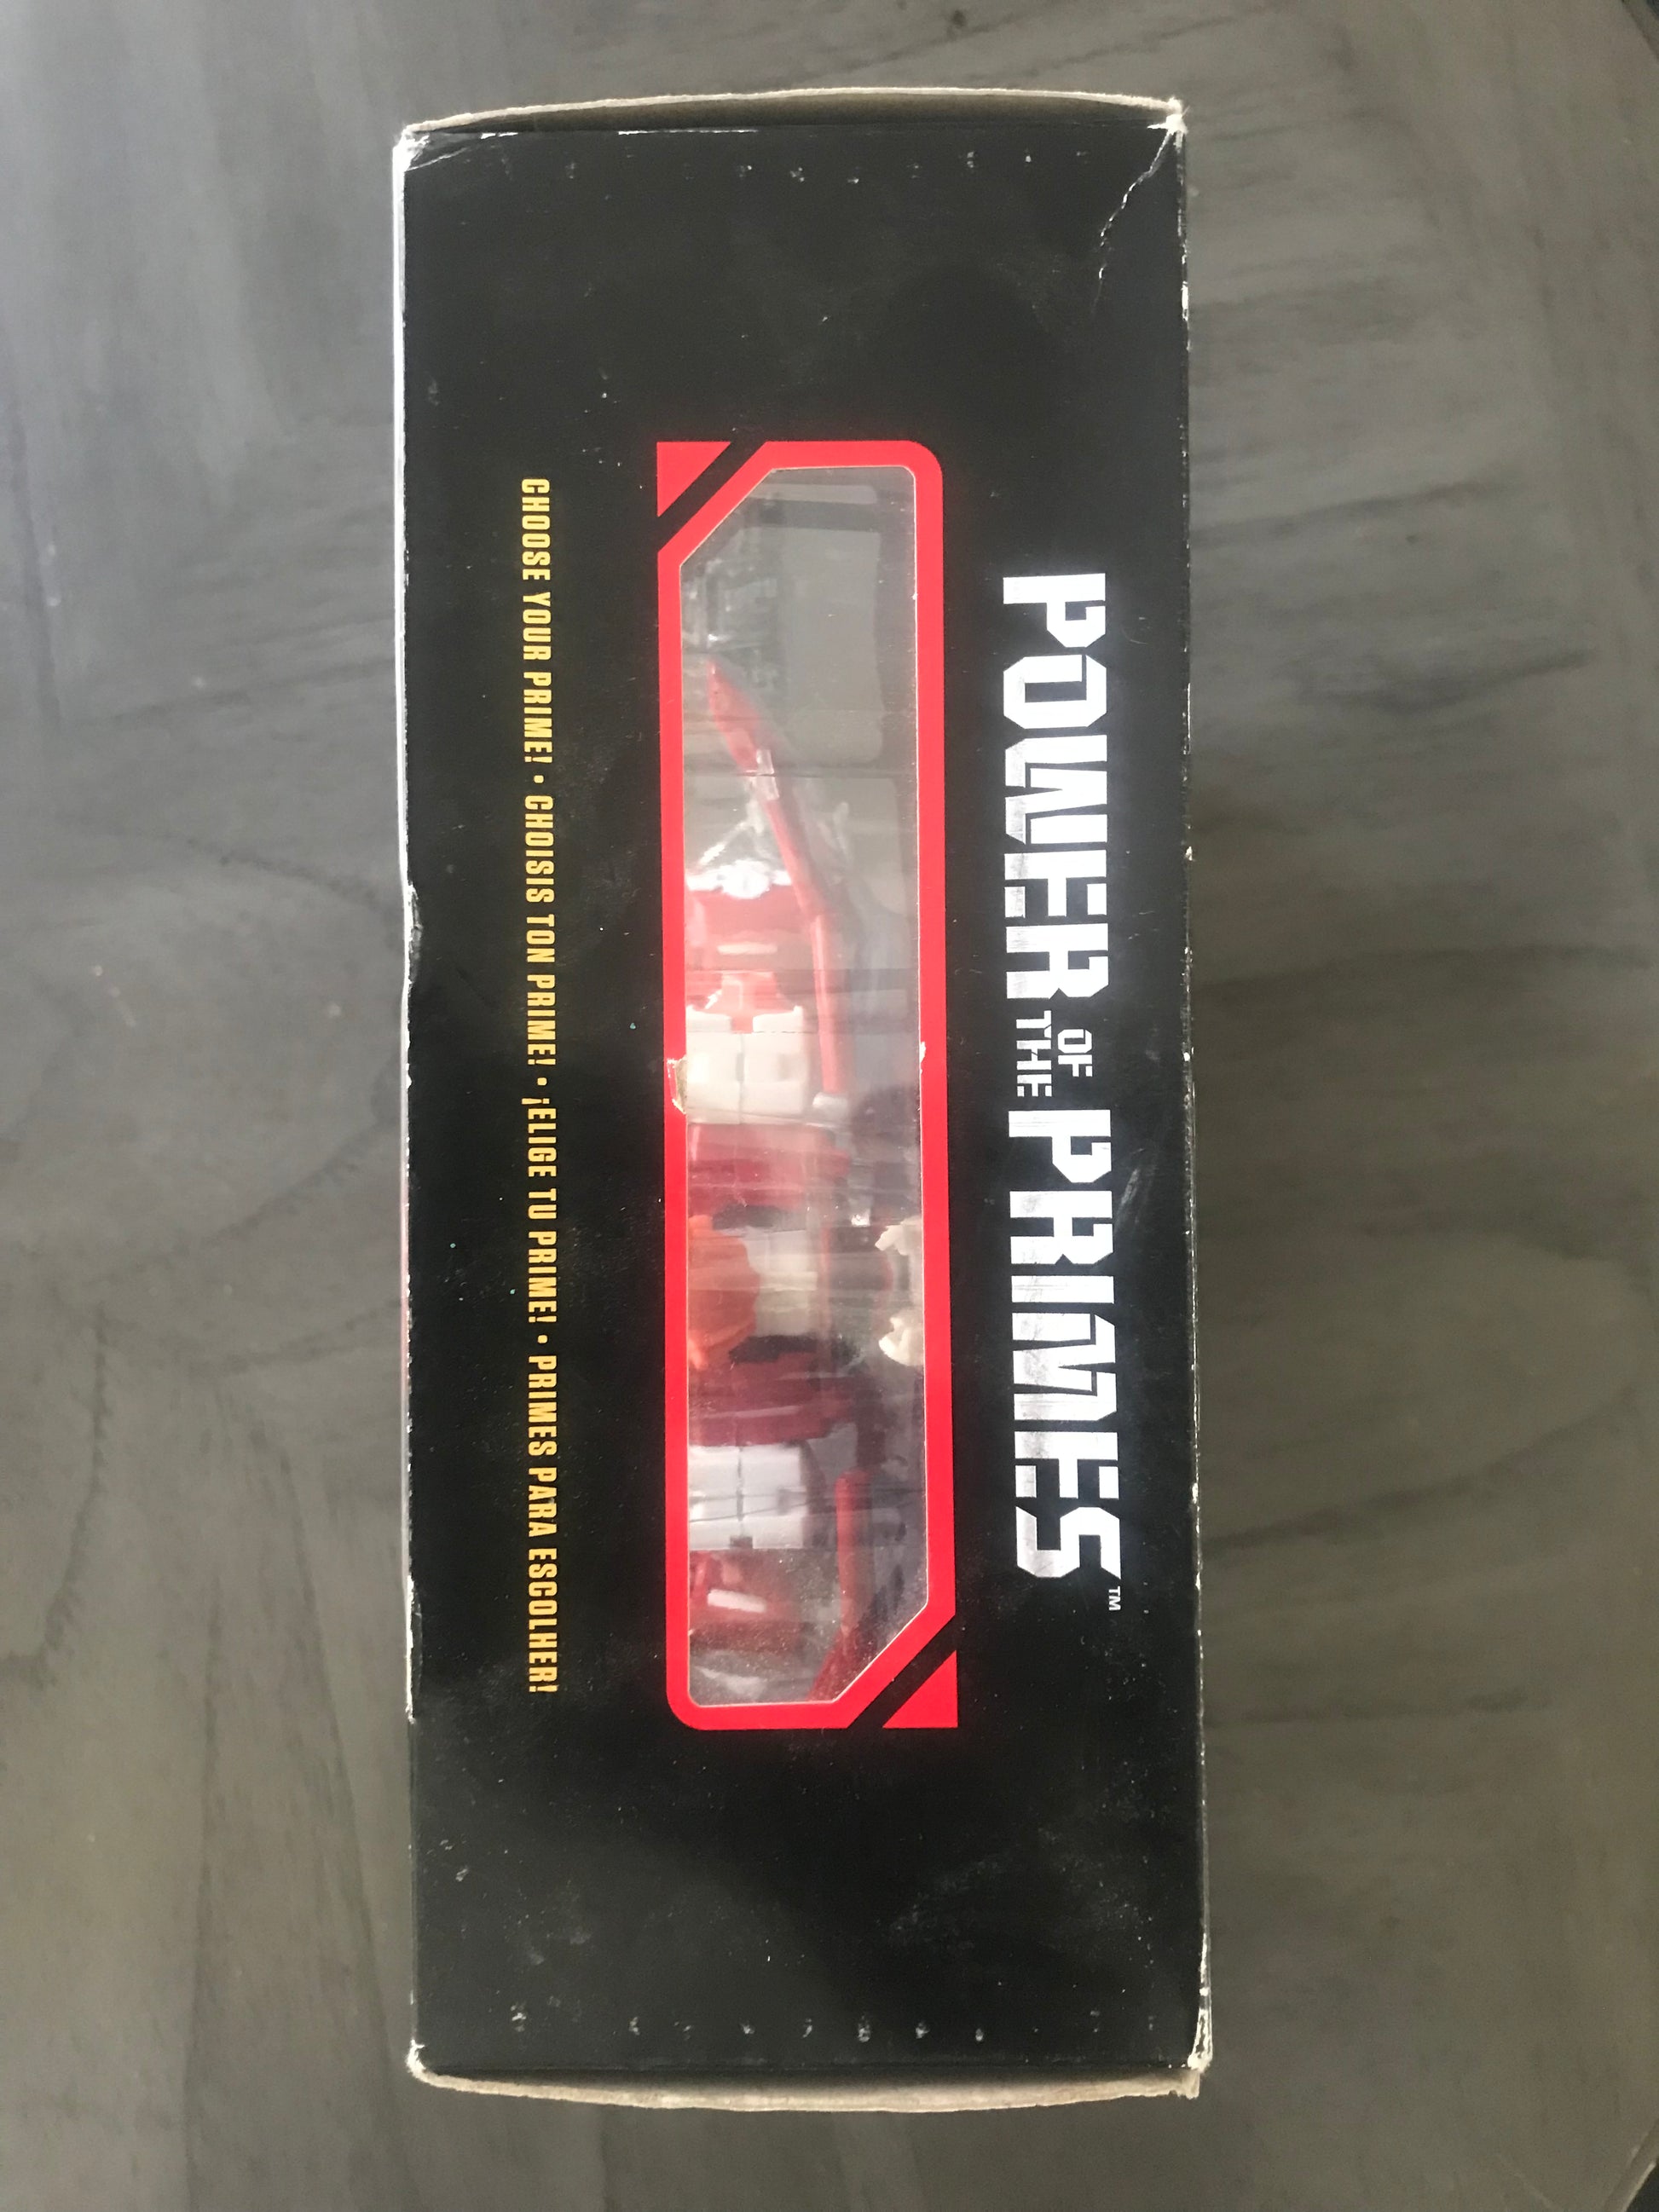 POWER OF THE PRIMES™
CHOOSE YOUR PRIME! • CHOISIS TON PRIME! • ¡ELIGE TU PRIME! • PRIMES PARA ESCOLHER!